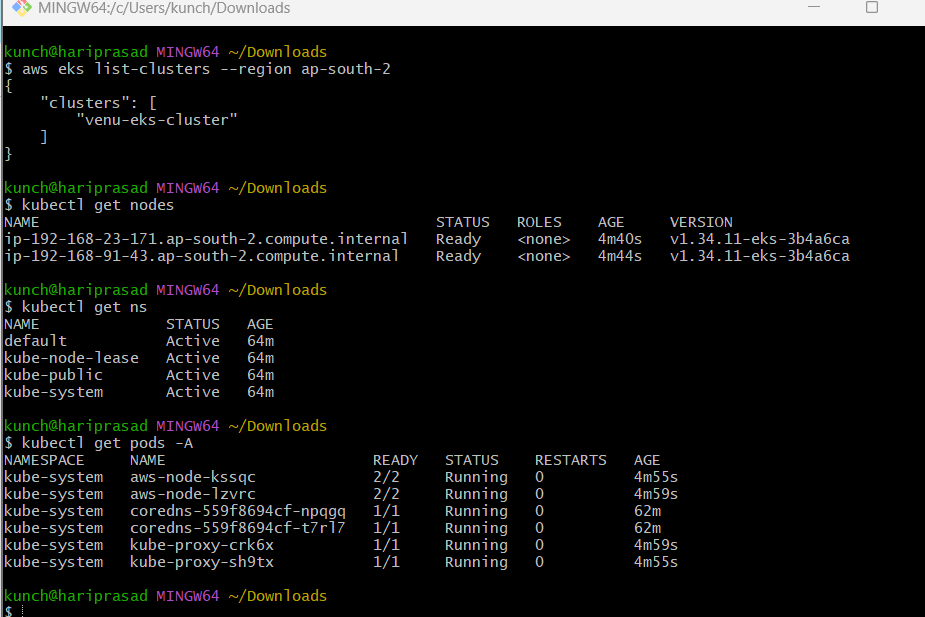 MINGW64:/c/Users/kunch/Downloads
kunch@hariprasad MINGW64 ~/Downloads
$ aws eks list-clusters --region ap-south-2
{
    "clusters": [
        "venu-eks-cluster"
    ]
}
kunch@hariprasad MINGW64 ~/Downloads
$ kubectl get nodes
NAME                                            STATUS   ROLES    AGE     VERSION
ip-192-168-23-171.ap-south-2.compute.internal   Ready    <none>   4m40s   v1.34.11-eks-3b4a6ca
ip-192-168-91-43.ap-south-2.compute.internal    Ready    <none>   4m44s   v1.34.11-eks-3b4a6ca
kunch@hariprasad MINGW64 ~/Downloads
$ kubectl get ns
NAME              STATUS   AGE
default           Active   64m
kube-node-lease   Active   64m
kube-public       Active   64m
kube-system       Active   64m
kunch@hariprasad MINGW64 ~/Downloads
$ kubectl get pods -A
NAMESPACE     NAME                       READY   STATUS    RESTARTS   AGE
kube-system   aws-node-kssqc             2/2     Running   0          4m55s
kube-system   aws-node-lzvrc             2/2     Running   0          4m59s
kube-system   coredns-559f8694cf-npqgq   1/1     Running   0          62m
kube-system   coredns-559f8694cf-t7rl7   1/1     Running   0          62m
kube-system   kube-proxy-crk6x           1/1     Running   0          4m59s
kube-system   kube-proxy-sh9tx           1/1     Running   0          4m55s
kunch@hariprasad MINGW64 ~/Downloads
$